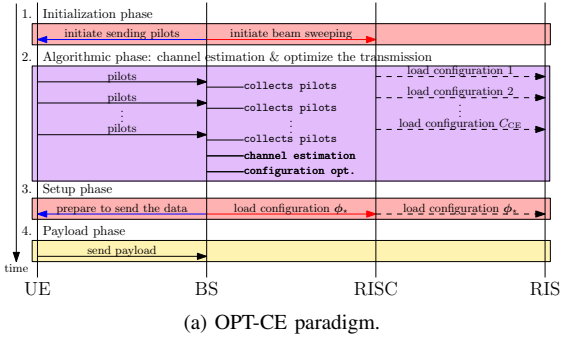 1. Initialization phase
initiate sending pilots initiate beam sweeping
2. Algorithmic phase: channel estimation & optimize the transmission
pilots load configuration 1
collects pilots
pilots load configuration 2
collects pilots
⋮ ⋮ ⋮
pilots load configuration C_CE
collects pilots
channel estimation
configuration opt.
3. Setup phase
prepare to send the data load configuration ϕ⋆ load configuration ϕ⋆
4. Payload phase
send payload
time
UE BS RISC RIS
(a) OPT-CE paradigm.